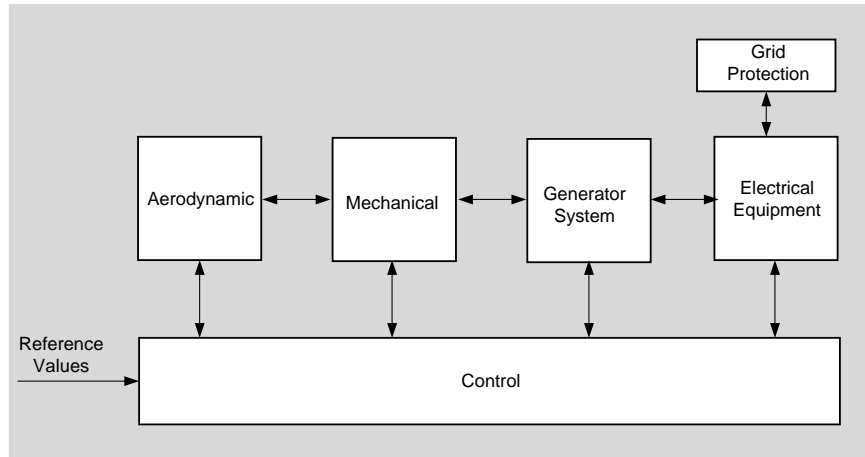 Grid
Protection
Aerodynamic
Mechanical
Generator
System
Electrical
Equipment
Reference
Values
Control